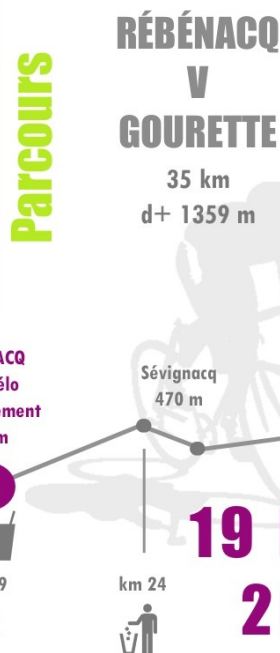 RÉBÉNACQ
V
GOURETTE
35 km
d+ 1359 m
Parcours
Sévignacq
470 m
19
km 24
2